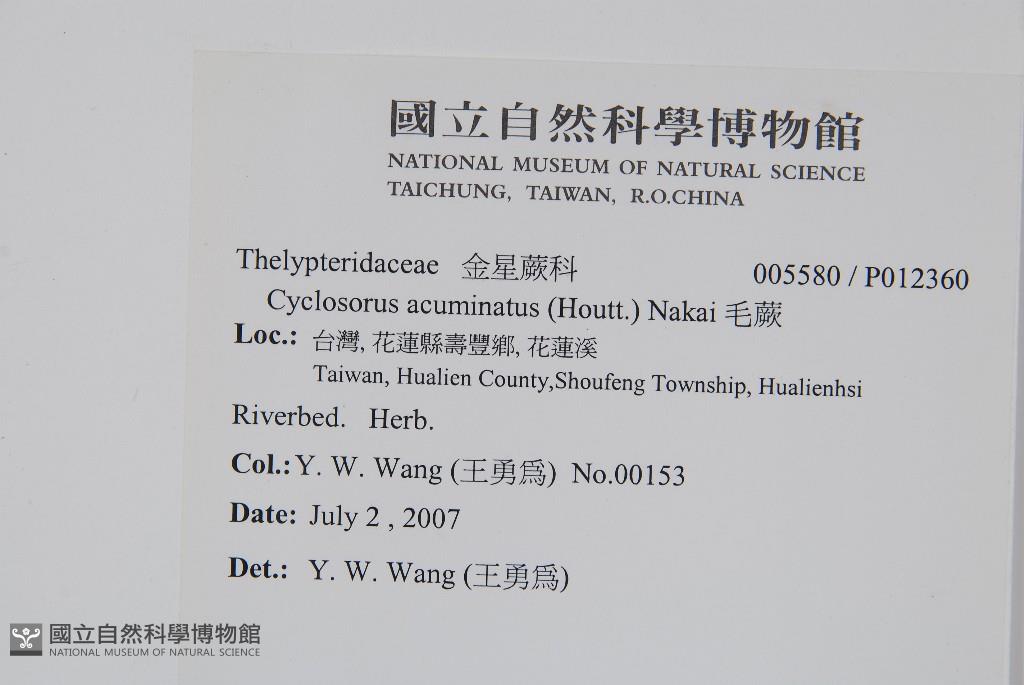 國立自然科學博物館
NATIONAL MUSEUM OF NATURAL SCIENCE
TAICHUNG, TAIWAN, R.O.CHINA
Thelypteridaceae 金星蕨科 005580 / P012360
Cyclosorus acuminatus (Houtt.) Nakai 毛蕨
Loc.: 台灣, 花蓮縣壽豐鄉, 花蓮溪
Taiwan, Hualien County,Shoufeng Township, Hualienhsi
Riverbed. Herb.
Col.: Y. W. Wang (王勇爲) No.00153
Date: July 2 , 2007
Det.: Y. W. Wang (王勇爲)
國立自然科學博物館
NATIONAL MUSEUM OF NATURAL SCIENCE